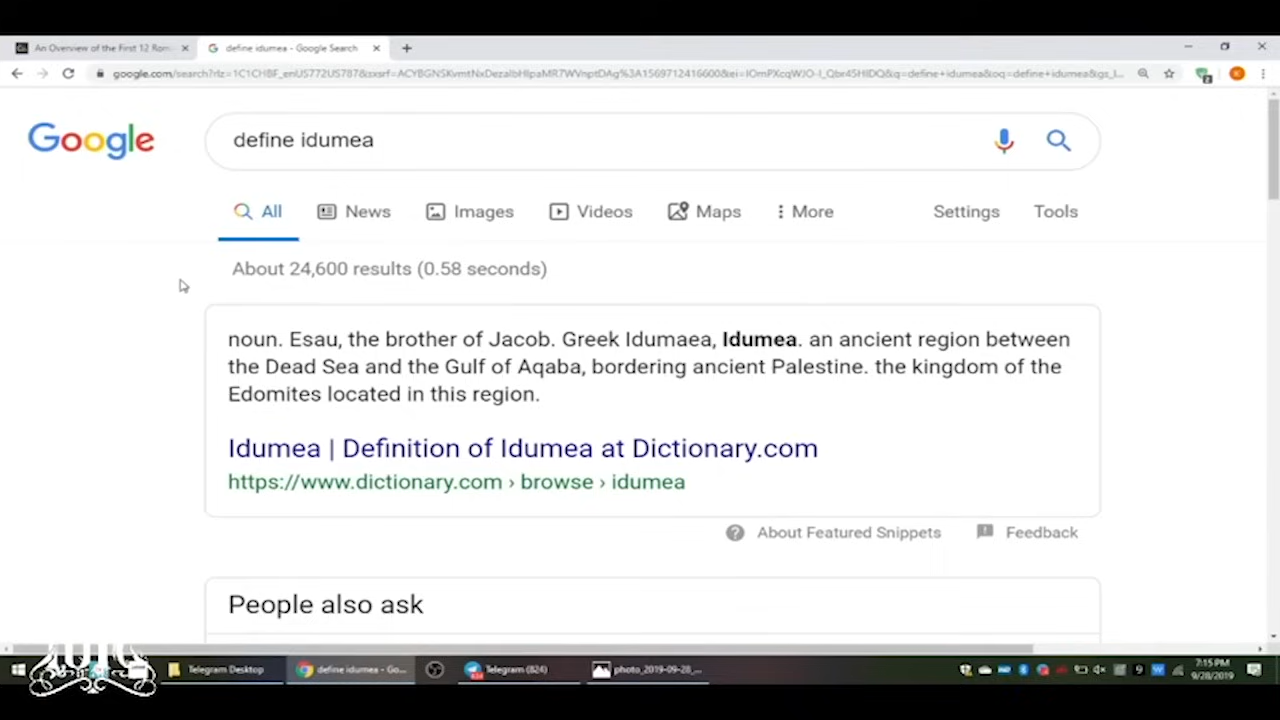 An Overview of the First 12 Rom
define idumea - Google Search
Google
define idumea
All News Images Videos Maps More Settings Tools
About 24,600 results (0.58 seconds)
noun. Esau, the brother of Jacob. Greek Idumaea, Idumea. an ancient region between
the Dead Sea and the Gulf of Aqaba, bordering ancient Palestine. the kingdom of the
Edomites located in this region.
Idumea | Definition of Idumea at Dictionary.com
https://www.dictionary.com › browse › idumea
About Featured Snippets Feedback
People also ask
Telegram Desktop
define idumea - Go...
Telegram (824)
photo_2019-09-28_...
7:15 PM
9/28/2019